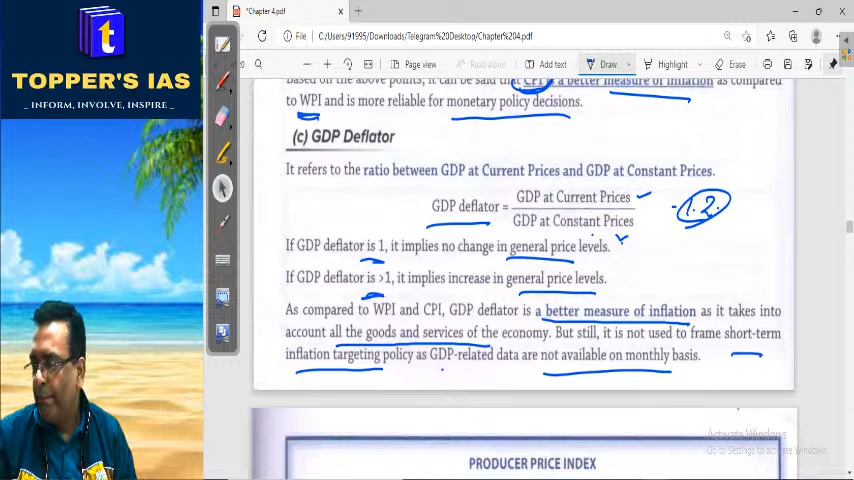 *Chapter 4.pdf
File
C:/Users/91995/Downloads/Telegram%20Desktop/Chapter%204.pdf
of 20
Page view
Read aloud
Add text
Draw
Highlight
Erase
t
TOPPER'S IAS
_ INFORM, INVOLVE, INSPIRE _
Based on the above points, it can be said that CPI is a better measure of inflation as compared
to WPI and is more reliable for monetary policy decisions.
(c) GDP Deflator
It refers to the ratio between GDP at Current Prices and GDP at Constant Prices.
GDP deflator = GDP at Current Prices
GDP at Constant Prices
1.2.
If GDP deflator is 1, it implies no change in general price levels.
If GDP deflator is >1, it implies increase in general price levels.
As compared to WPI and CPI, GDP deflator is a better measure of inflation as it takes into
account all the goods and services of the economy. But still, it is not used to frame short-term
inflation targeting policy as GDP-related data are not available on monthly basis.
Activate Windows
Go to Settings to activate Windows.
PRODUCER PRICE INDEX